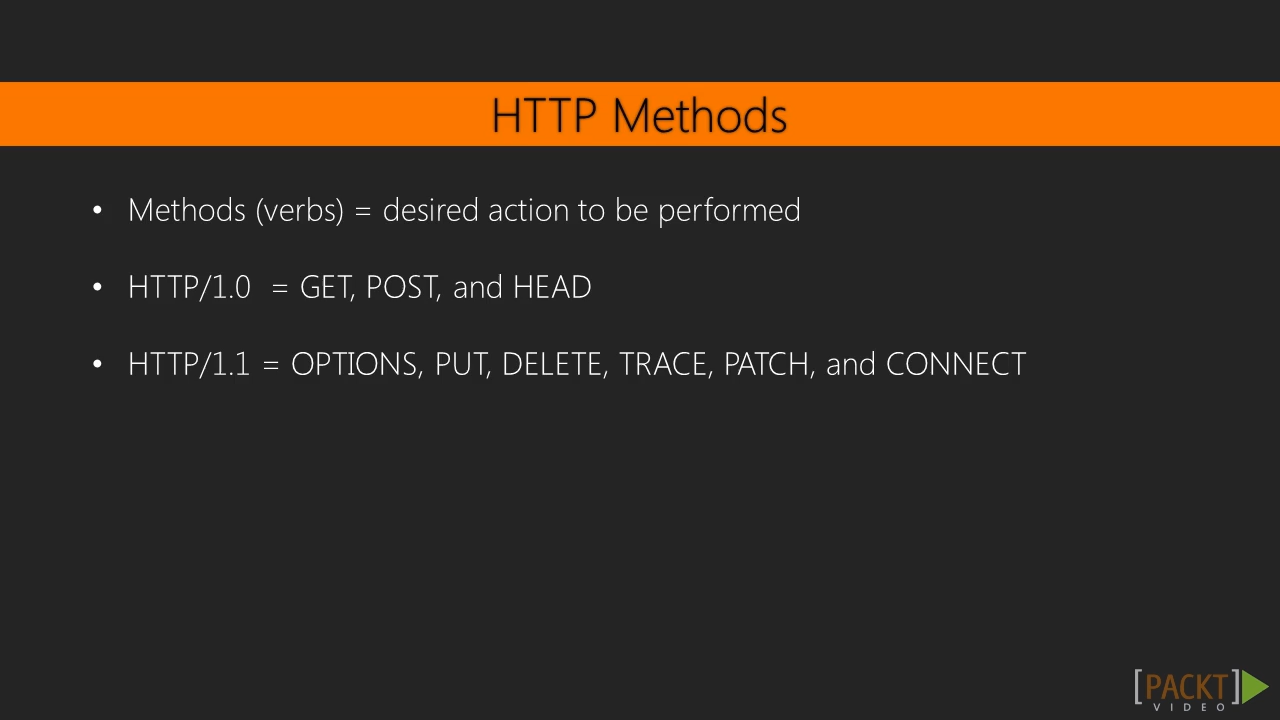 HTTP Methods
• Methods (verbs) = desired action to be performed
• HTTP/1.0  = GET, POST, and HEAD
• HTTP/1.1 = OPTIONS, PUT, DELETE, TRACE, PATCH, and CONNECT
[PACKT]
VIDEO